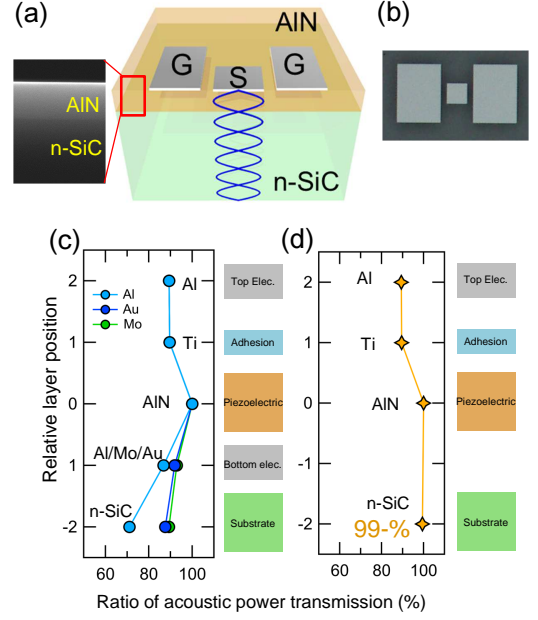 (a)
AlN
(b)
G
S
G
AlN
n-SiC
n-SiC
(c)
(d)
2
1
0
-1
-2
Relative layer position
Al
Au
Mo
Al
Ti
AlN
Al/Mo/Au
n-SiC
Top Elec.
Adhesion
Piezoelectric
Bottom elec.
Substrate
60
80
100
2
1
0
-1
-2
Al
Ti
AlN
n-SiC
99-%
Top Elec.
Adhesion
Piezoelectric
Substrate
60
80
100
Ratio of acoustic power transmission (%)